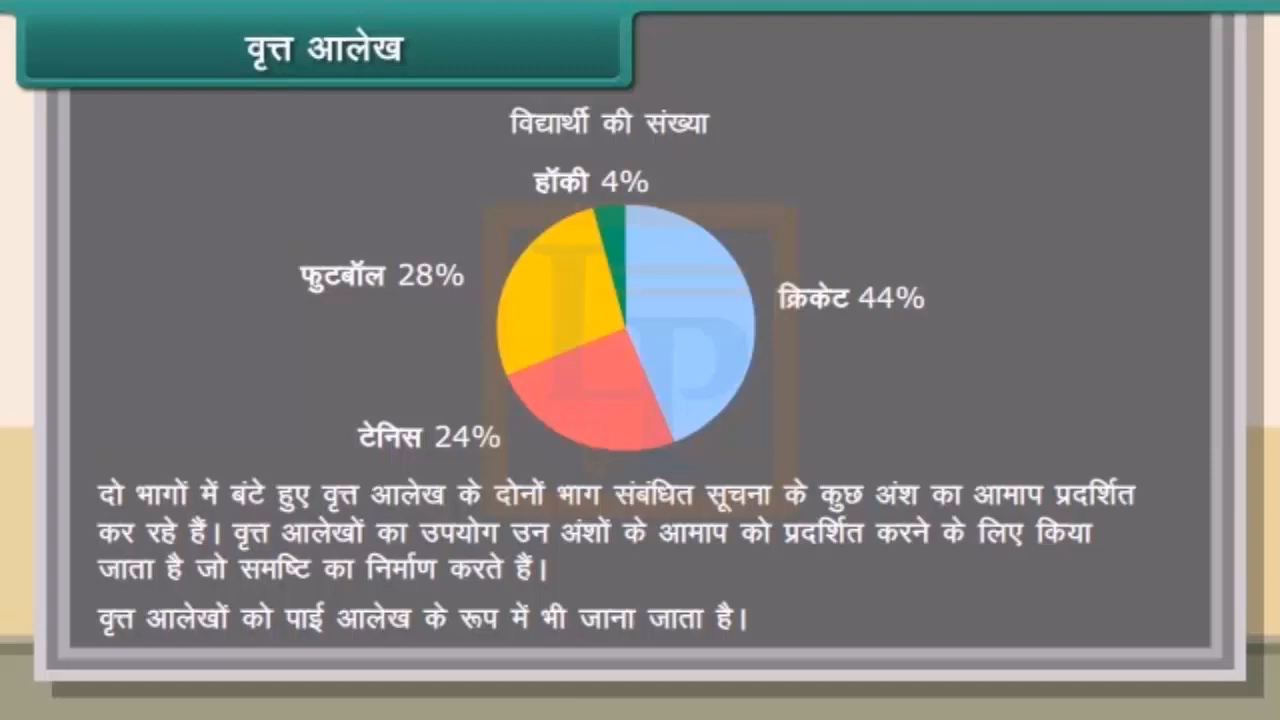 वृत्त आलेख
विद्यार्थी की संख्या
हॉकी 4%
फुटबॉल 28%
क्रिकेट 44%
टेनिस 24%
दो भागों में बंटे हुए वृत्त आलेख के दोनों भाग संबंधित सूचना के कुछ अंश का आमाप प्रदर्शित
कर रहे हैं। वृत्त आलेखों का उपयोग उन अंशों के आमाप को प्रदर्शित करने के लिए किया
जाता है जो समष्टि का निर्माण करते हैं।
वृत्त आलेखों को पाई आलेख के रूप में भी जाना जाता है।